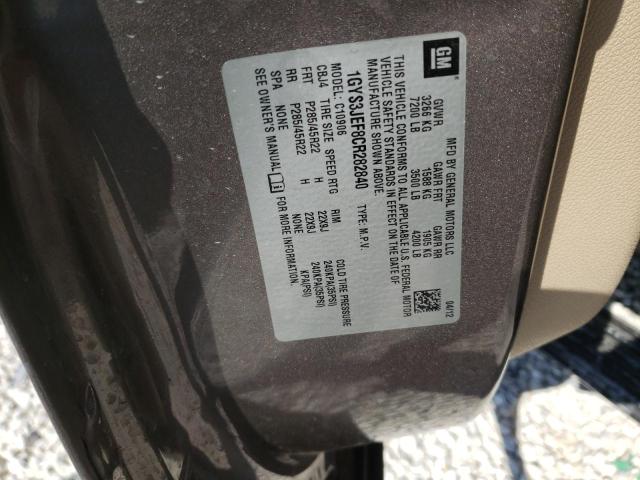 GM
MFD BY GENERAL MOTORS LLC 04/12
GVWR GAWR FRT GAWR RR
3266 KG 1588 KG 1905 KG
7200 LB 3500 LB 4200 LB
THIS VEHICLE CONFORMS TO ALL APPLICABLE U.S. FEDERAL MOTOR
VEHICLE SAFETY STANDARDS IN EFFECT ON THE DATE OF
MANUFACTURE SHOWN ABOVE.
1GYS3JEF8CR282840 TYPE: M.P.V.
MODEL: C10906
CBJ4 TIRE SIZE SPEED RTG RIM COLD TIRE PRESSURE
FRT P285/45R22 H 22X9J 240KPA(35PSI)
RR P285/45R22 H 22X9J 240KPA(35PSI)
SPA NONE NONE KPA(PSI)
SEE OWNER'S MANUAL FOR MORE INFORMATION.